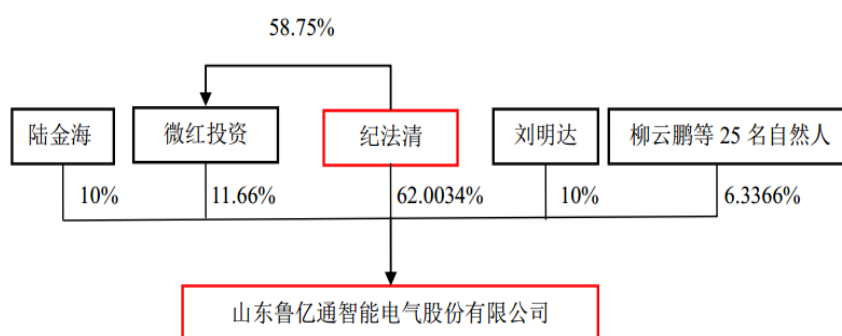 58.75%
陆金海
微红投资
纪法清
刘明达
柳云鹏等 25 名自然人
10%
11.66%
62.0034%
10%
6.3366%
山东鲁亿通智能电气股份有限公司